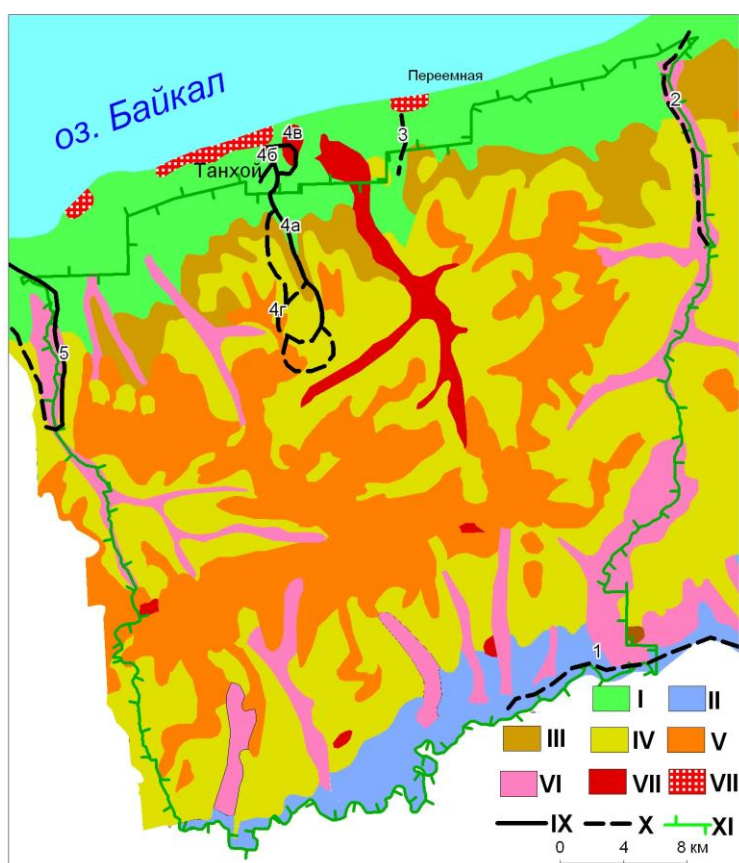 Переемная
2
оз. Байкал
4в
3
4б
Танхой
4а
4г
5
1
I
II
III
IV
V
VI
VII
VII
IX
X
XI
0 4 8 км